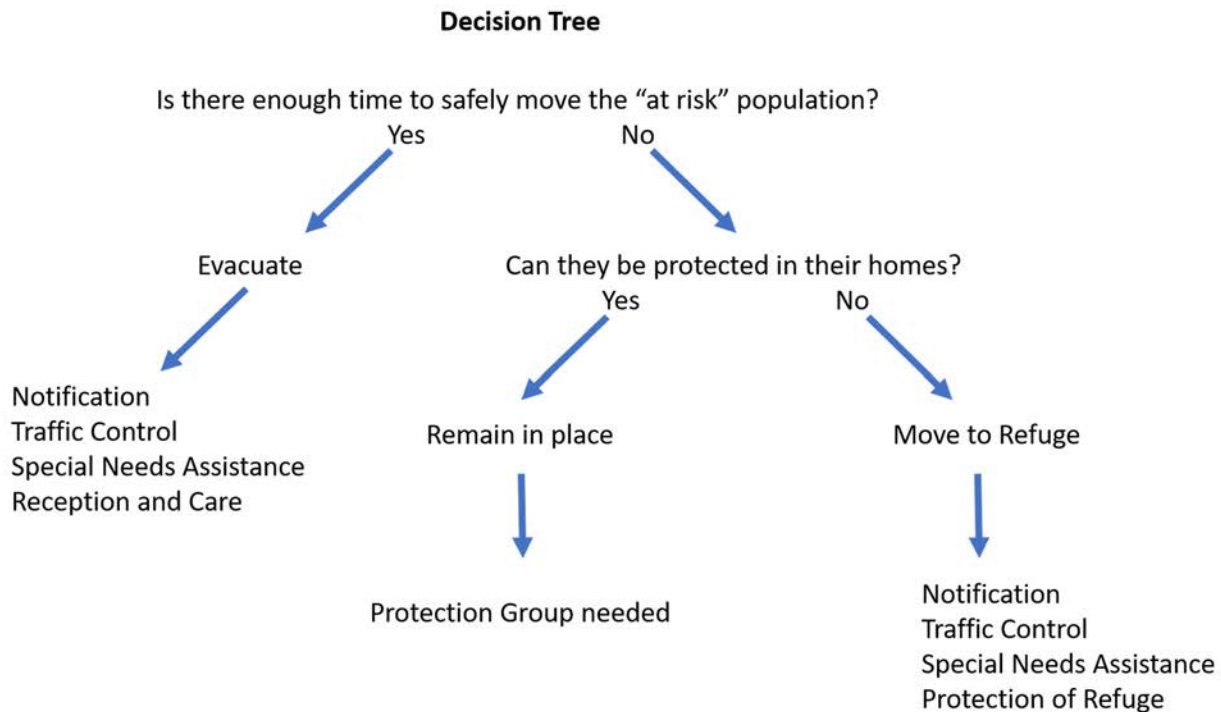 Decision Tree
Is there enough time to safely move the “at risk” population?
Yes
No
Evacuate
Can they be protected in their homes?
Yes
No
Notification
Traffic Control
Special Needs Assistance
Reception and Care
Remain in place
Move to Refuge
Protection Group needed
Notification
Traffic Control
Special Needs Assistance
Protection of Refuge